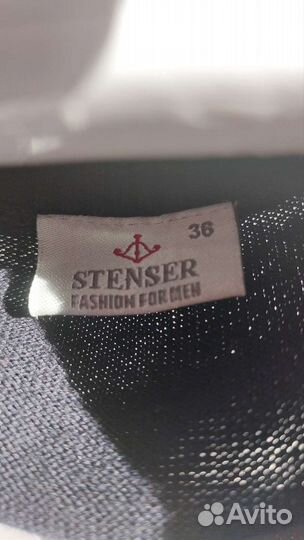 36
STENSER
FASHION FOR MEN
Avito